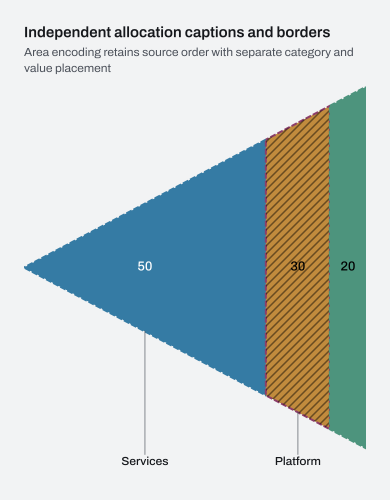 Independent allocation captions and borders
Area encoding retains source order with separate category and
value placement
50
30
20
Services
Platform